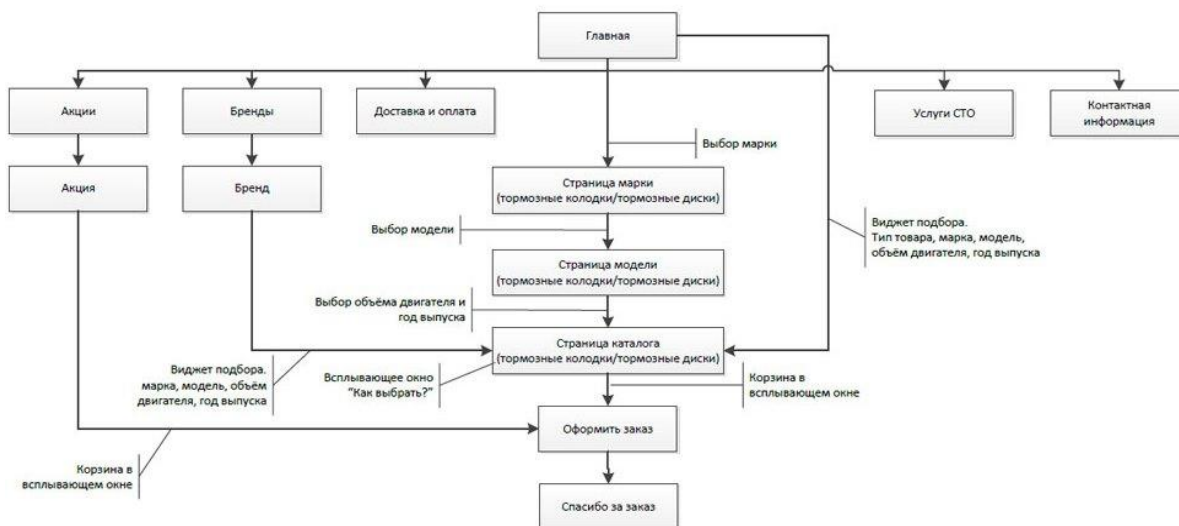 Главная
Акции
Бренды
Доставка и оплата
Услуги СТО
Контактная
информация
Выбор марки
Акция
Бренд
Страница марки
(тормозные колодки/тормозные диски)
Виджет подбора.
Тип товара, марка, модель,
объём двигателя, год выпуска
Выбор модели
Страница модели
(тормозные колодки/тормозные диски)
Выбор объёма двигателя и
год выпуска
Страница каталога
(тормозные колодки/тормозные диски)
Виджет подбора.
марка, модель, объём
двигателя, год выпуска
Всплывающее окно
"Как выбрать?"
Корзина в
всплывающем окне
Оформить заказ
Корзина в
всплывающем окне
Спасибо за заказ